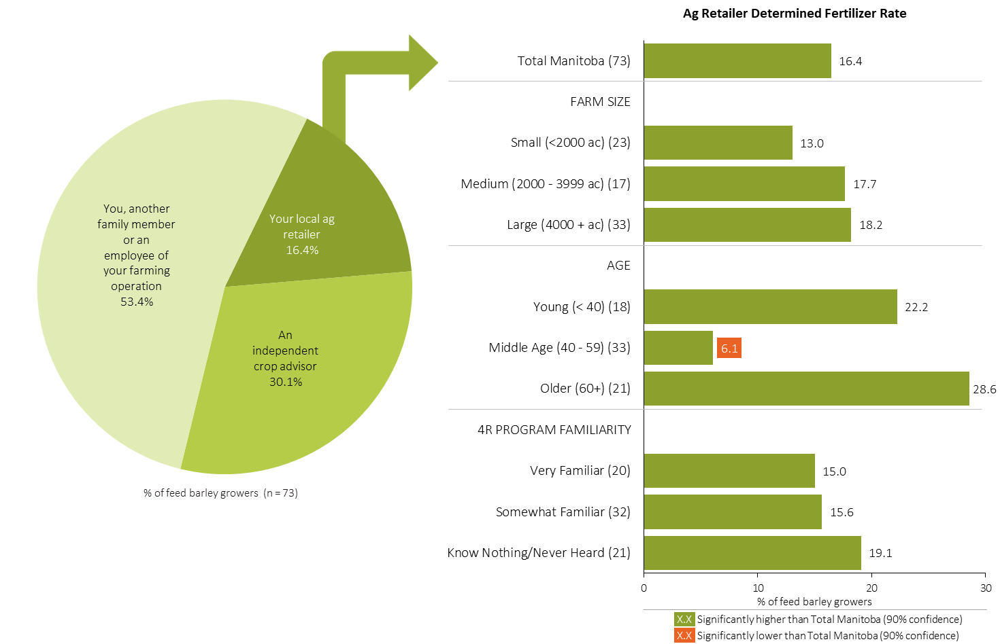 You, another
family member
or an
employee of
your farming
operation
53.4%
Your local ag
retailer
16.4%
An
independent
crop advisor
30.1%
% of feed barley growers (n = 73)
Ag Retailer Determined Fertilizer Rate
Total Manitoba (73) 16.4
FARM SIZE
Small (<2000 ac) (23) 13.0
Medium (2000 - 3999 ac) (17) 17.7
Large (4000 + ac) (33) 18.2
AGE
Young (< 40) (18) 22.2
Middle Age (40 - 59) (33) 6.1
Older (60+) (21) 28.6
4R PROGRAM FAMILIARITY
Very Familiar (20) 15.0
Somewhat Familiar (32) 15.6
Know Nothing/Never Heard (21) 19.1
0 10 20 30
% of feed barley growers
X.X Significantly higher than Total Manitoba (90% confidence)
X.X Significantly lower than Total Manitoba (90% confidence)